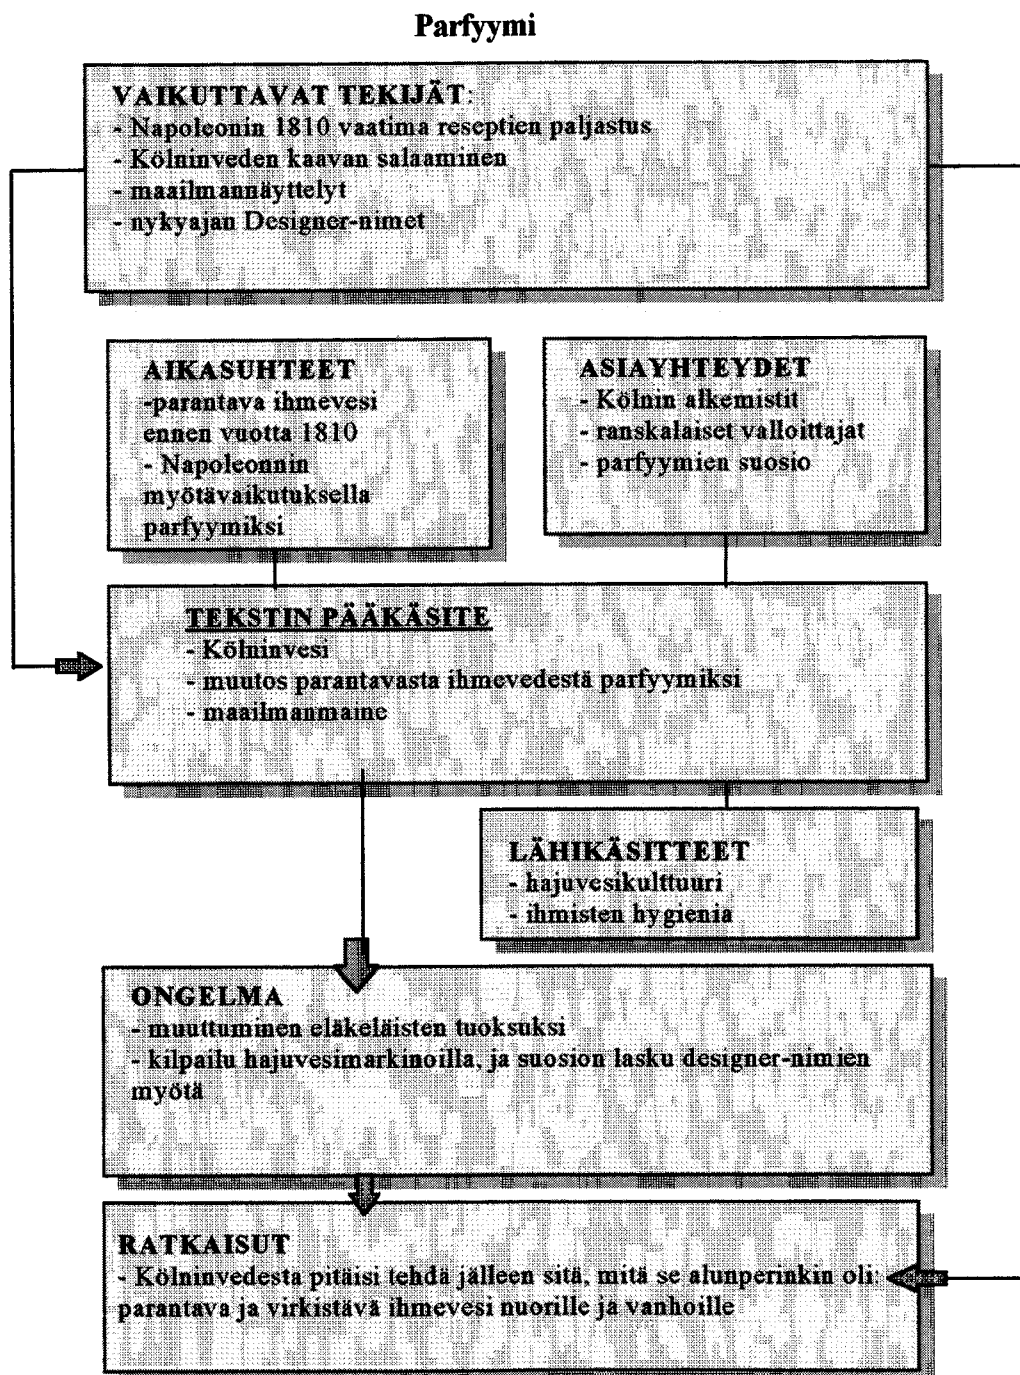 Parfyymi
VAIKUTTAVAT TEKIJÄT:
- Napoleonin 1810 vaatima reseptien paljastus
- Kölninveden kaavan salaaminen
- maailmannäyttelyt
- nykyajan Designer-nimet
AIKASUHTEET
-parantava ihmevesi
ennen vuotta 1810
- Napoleonnin
myötävaikutuksella
parfyymiksi
ASIAYHTEYDET
- Kölnin alkemistit
- ranskalaiset valloittajat
- parfyymien suosio
TEKSTIN PÄÄKÄSITE
- Kölninvesi
- muutos parantavasta ihmevedestä parfyymiksi
- maailmanmaine
LÄHIKÄSITTEET
- hajuvesikulttuuri
- ihmisten hygienia
ONGELMA
- muuttuminen eläkeläisten tuoksuksi
- kilpailu hajuvesimarkinoilla, ja suosion lasku designer-nimien
myötä
RATKAISUT
- Kölninvedesta pitäisi tehdä jälleen sitä, mitä se alunperinkin oli:
parantava ja virkistävä ihmevesi nuorille ja vanhoille